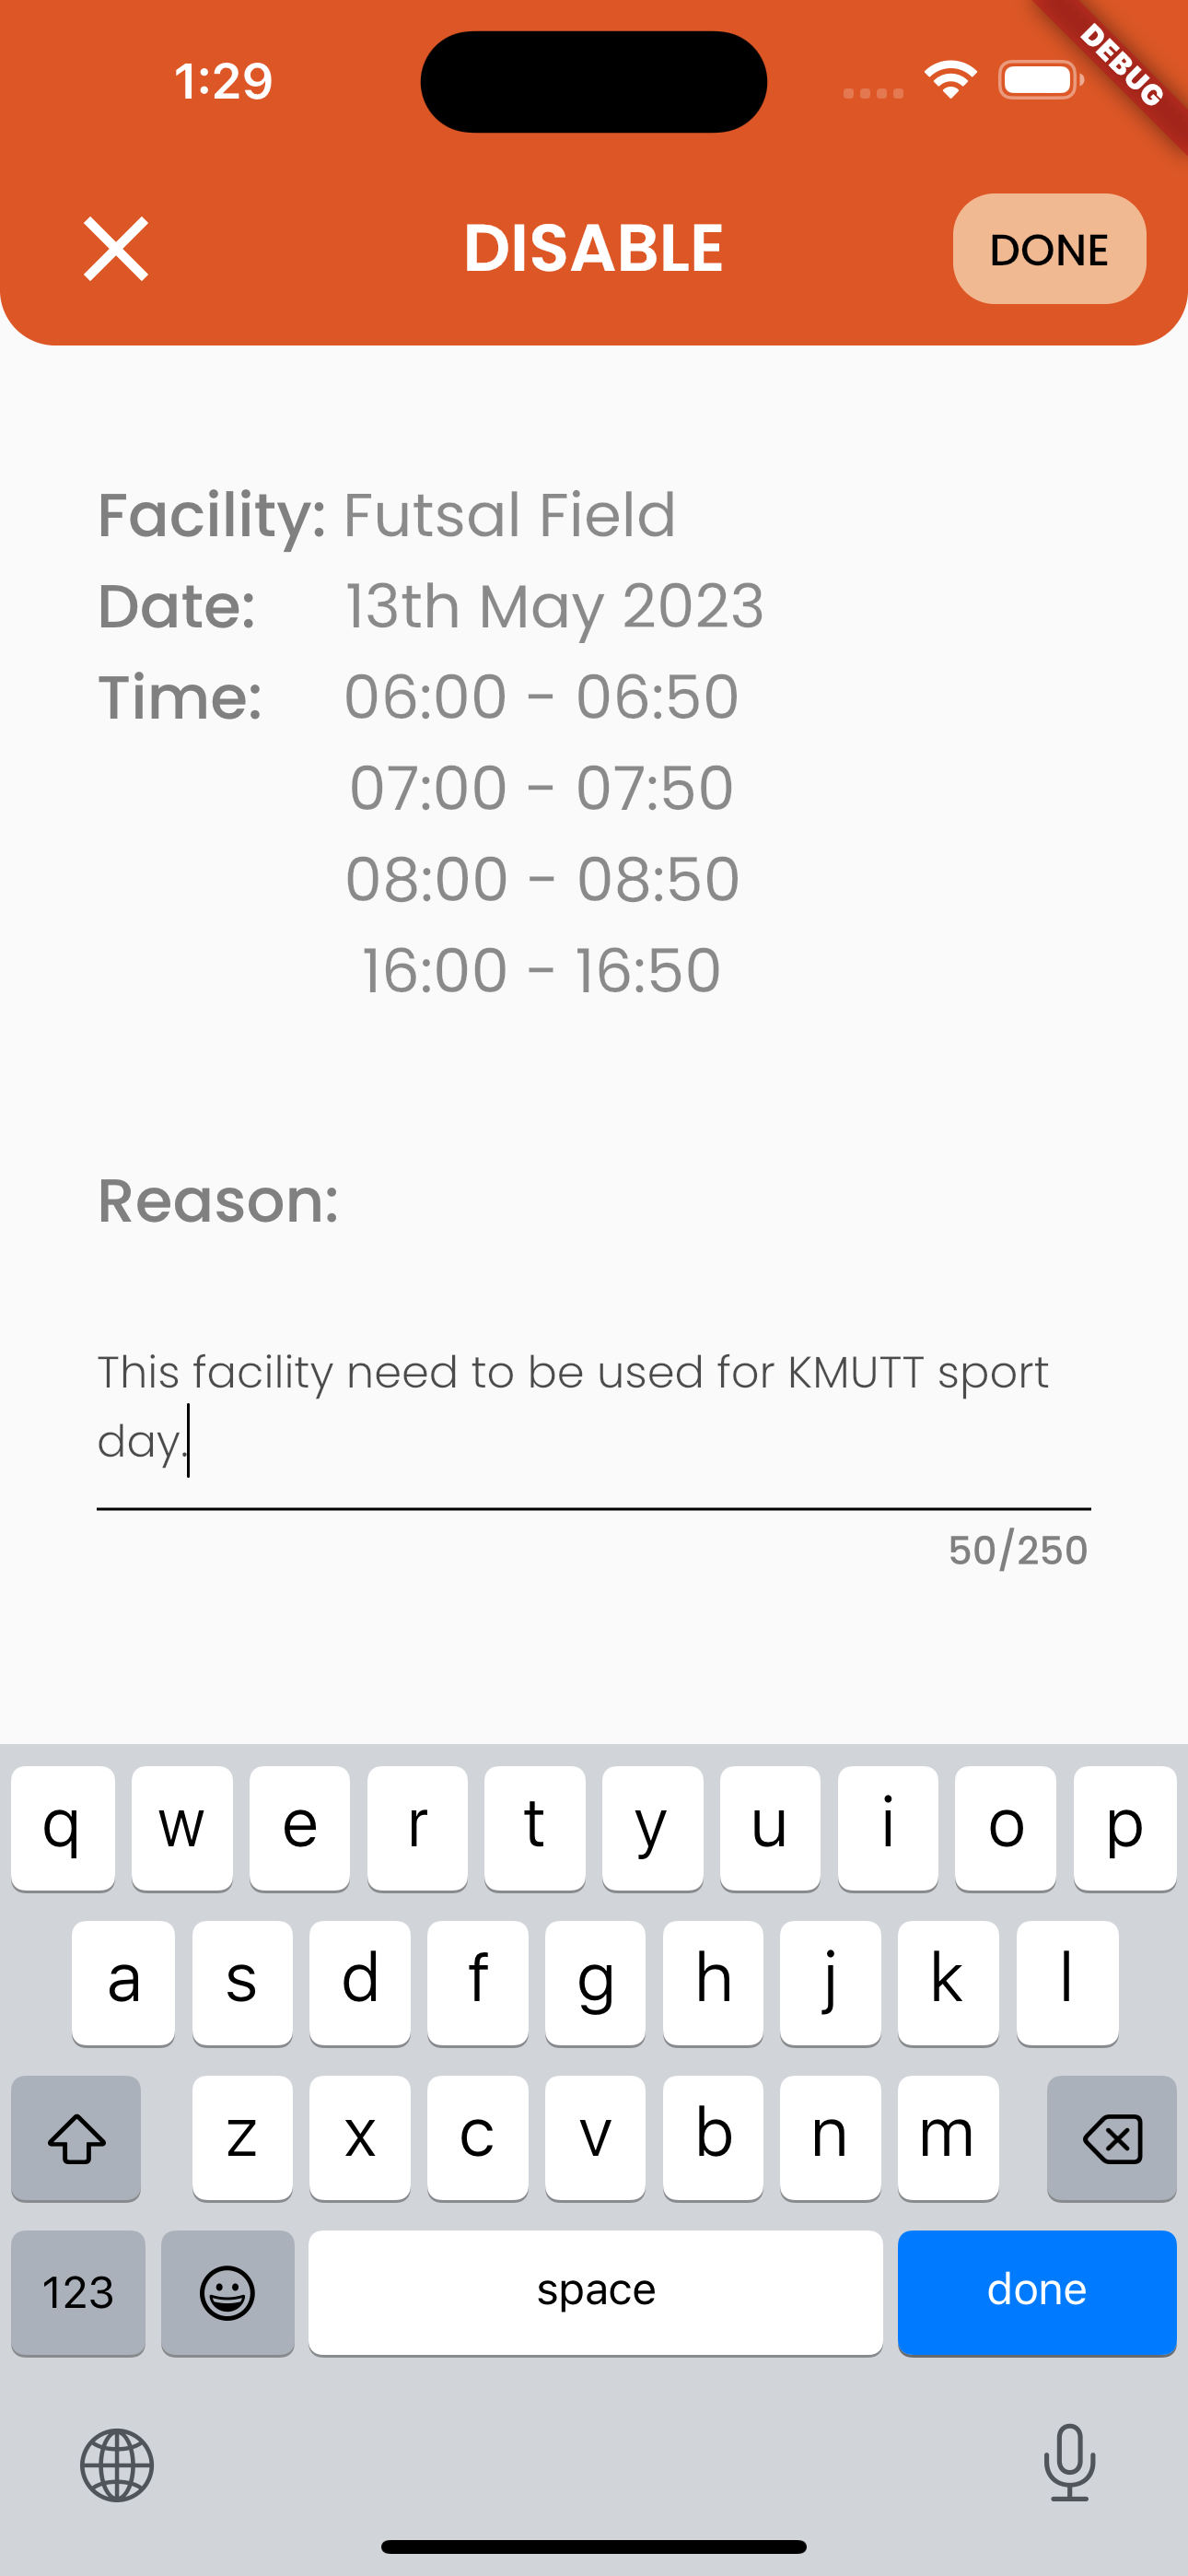 1:29
DEBUG
DISABLE
DONE
Facility: Futsal Field
Date: 13th May 2023
Time: 06:00 - 06:50
07:00 - 07:50
08:00 - 08:50
16:00 - 16:50
Reason:
This facility need to be used for KMUTT sport
day.
50/250
q w e r t y u i o p
a s d f g h j k l
z x c v b n m
123 space done